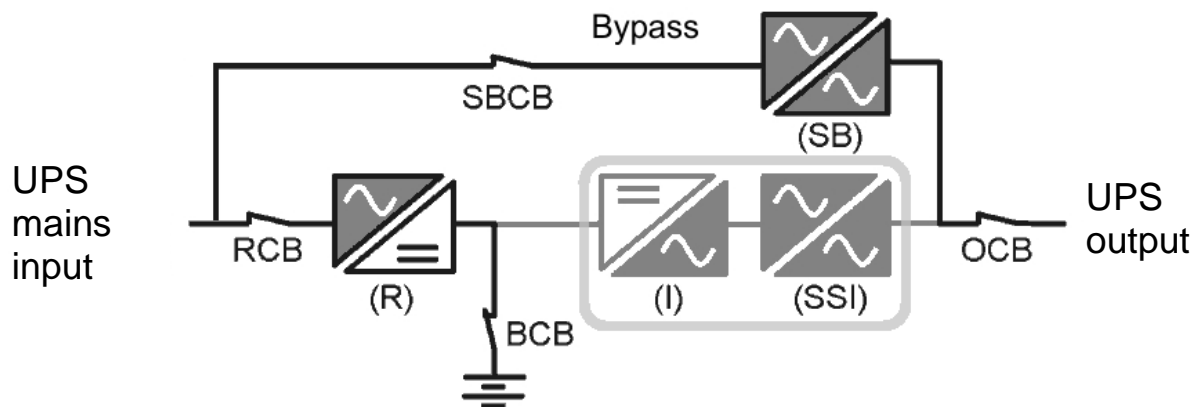 Bypass
SBCB
(SB)
UPS
mains
input
RCB
(R)
BCB
(I)
(SSI)
OCB
UPS
output